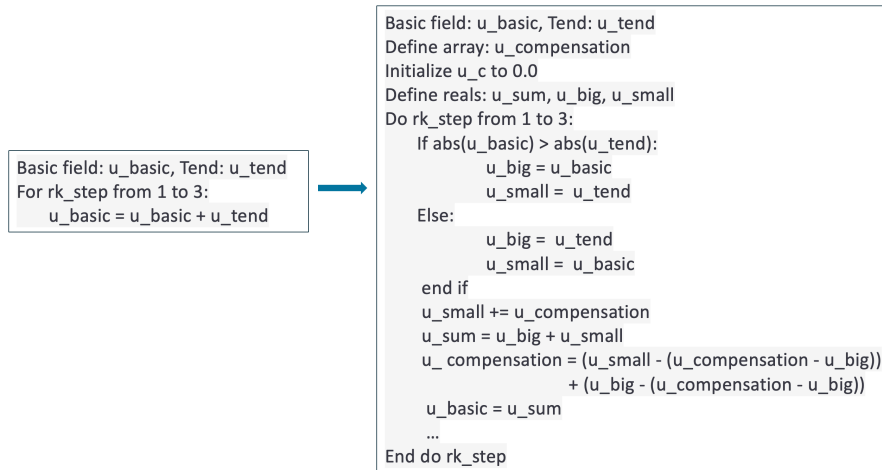 Basic field: u_basic, Tend: u_tend
For rk_step from 1 to 3:
u_basic = u_basic + u_tend
Basic field: u_basic, Tend: u_tend
Define array: u_compensation
Initialize u_c to 0.0
Define reals: u_sum, u_big, u_small
Do rk_step from 1 to 3:
If abs(u_basic) > abs(u_tend):
u_big = u_basic
u_small = u_tend
Else:
u_big = u_tend
u_small = u_basic
end if
u_small += u_compensation
u_sum = u_big + u_small
u_ compensation = (u_small - (u_compensation - u_big))
+ (u_big - (u_compensation - u_big))
u_basic = u_sum
...
End do rk_step